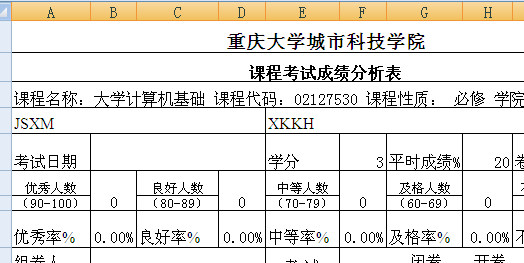 A B C D E F G H
重庆大学城市科技学院
课程考试成绩分析表
课程名称：大学计算机基础 课程代码：02127530 课程性质： 必修 学院
JSXM XKKH
考试日期 学分 3 平时成绩% 20
优秀人数 良好人数 中等人数 及格人数
(90-100) 0 (80-89) 0 (70-79) 0 (60-69) 0
优秀率% 0.00% 良好率% 0.00% 中等率% 0.00% 及格率% 0.00%